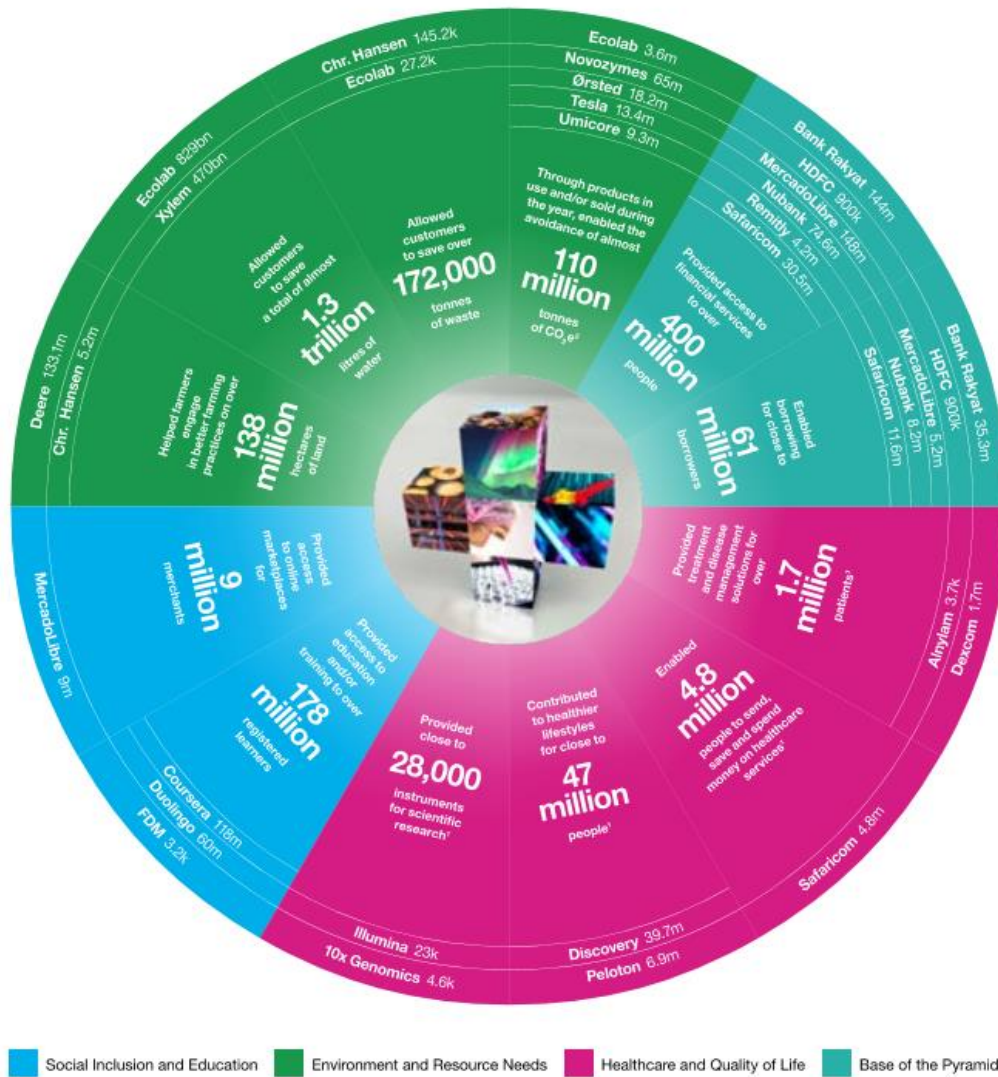 Chr. Hansen 145.2k
Ecolab 27.2k
Allowed
customers
to save over
172,000
tonnes
of waste
Ecolab 3.6m
Novozymes 65m
Ørsted 18.2m
Tesla 13.4m
Umicore 9.3m
Through products in
use and/or sold during
the year, enabled the
avoidance of almost
110
million
tonnes
of CO₂e²
Bank Rakyat 144m
HDFC 900k
MercadoLibre 148m
Nubank 74.6m
Remitly 4.2m
Safaricom 30.5m
Provided access to
financial services
to over
400
million
people
Bank Rakyat 35.3m
HDFC 900k
MercadoLibre 5.2m
Nubank 8.2m
Safaricom 11.6m
Enabled
borrowing
for close to
61
million
borrowers
Alnylam 3.7k
Dexcom 1.7m
Provided
treatment
and disease
management
solutions for
over
1.7
million
patients¹
Safaricom 4.8m
Enabled
4.8
million
people to send,
save and spend
money on healthcare
services¹
Discovery 39.7m
Peloton 6.9m
Contributed
to healthier
lifestyles
for close to
47
million
people¹
Illumina 23k
10x Genomics 4.6k
Provided
close to
28,000
instruments
for scientific
research¹
Coursera 118m
Duolingo 60m
FDM 3.2k
Provided
access to
education
and/or
training to over
178
million
registered
learners
MercadoLibre 9m
Provided
access
to online
marketplaces
for
9
million
merchants
Deere 133.1m
Chr. Hansen 5.2m
Helped farmers
engage
in better farming
practices on over
138
million
hectares
of land
Ecolab 829bn
Xylem 470bn
Allowed
customers
to save
a total of almost
1.3
trillion
litres of
water
Social Inclusion and Education
Environment and Resource Needs
Healthcare and Quality of Life
Base of the Pyramid